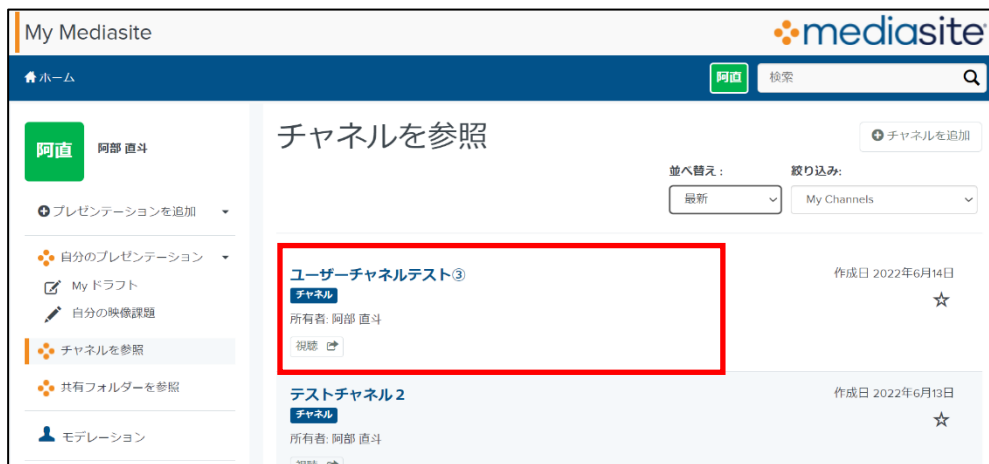 My Mediasite
mediasite
ホーム
阿直
検索
阿直
阿部 直斗
プレゼンテーションを追加
自分のプレゼンテーション
My ドラフト
自分の映像課題
チャネルを参照
共有フォルダーを参照
モデレーション
チャネルを参照
チャネルを追加
並べ替え :
絞り込み:
最新
My Channels
ユーザーチャネルテスト③
作成日 2022年6月14日
チャネル
所有者: 阿部 直斗
視聴
テストチャネル 2
作成日 2022年6月13日
チャネル
所有者: 阿部 直斗
視聴